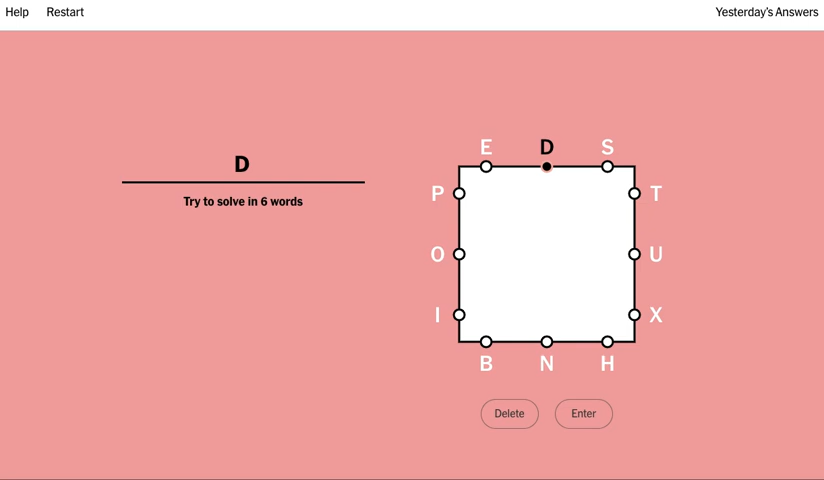 Help Restart Yesterday's Answers
E D S
D
P T
Try to solve in 6 words
O U
I X
B N H
Delete Enter